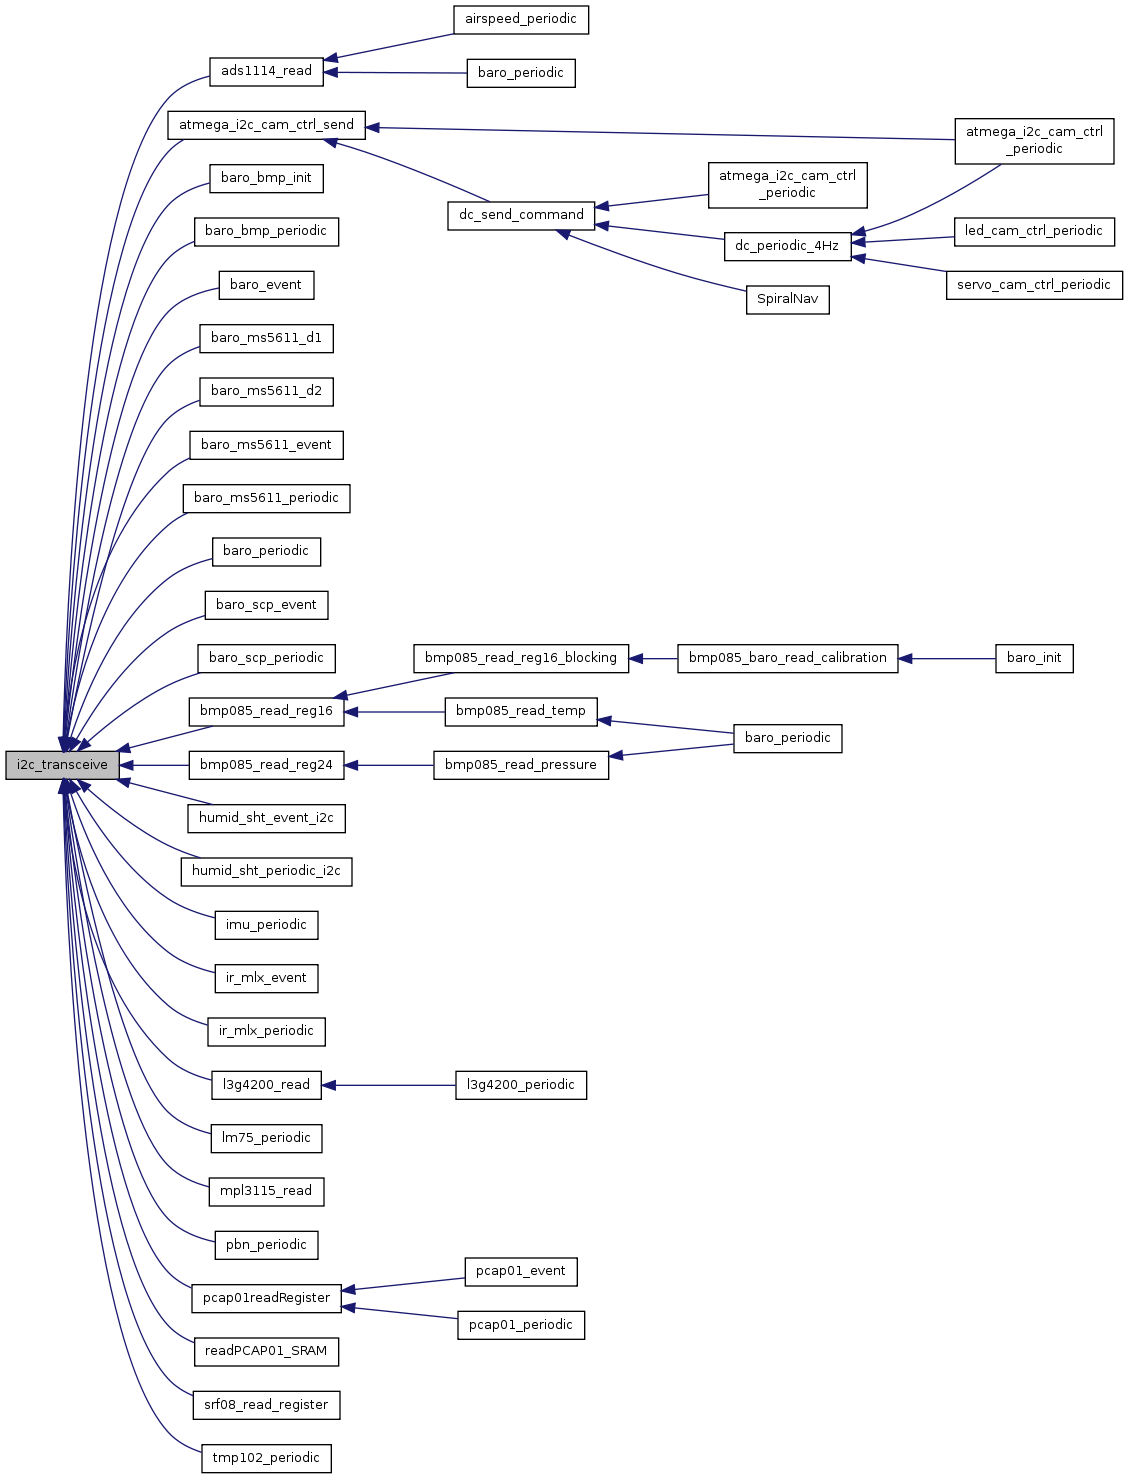 airspeed_periodic
ads1114_read
baro_periodic
atmega_i2c_cam_ctrl_send
atmega_i2c_cam_ctrl
_periodic
atmega_i2c_cam_ctrl
_periodic
baro_bmp_init
dc_send_command
baro_bmp_periodic
led_cam_ctrl_periodic
dc_periodic_4Hz
baro_event
servo_cam_ctrl_periodic
SpiralNav
baro_ms5611_d1
baro_ms5611_d2
baro_ms5611_event
baro_ms5611_periodic
baro_periodic
baro_scp_event
baro_scp_periodic
bmp085_read_reg16_blocking
bmp085_baro_read_calibration
baro_init
bmp085_read_reg16
bmp085_read_temp
baro_periodic
i2c_transceive
bmp085_read_reg24
bmp085_read_pressure
humid_sht_event_i2c
humid_sht_periodic_i2c
imu_periodic
ir_mlx_event
ir_mlx_periodic
l3g4200_read
l3g4200_periodic
lm75_periodic
mpl3115_read
pbn_periodic
pcap01_event
pcap01readRegister
pcap01_periodic
readPCAP01_SRAM
srf08_read_register
tmp102_periodic